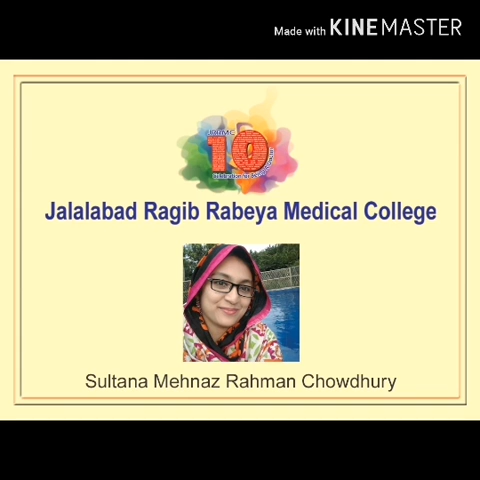 Made with KINEMASTER
JRRMC
10
Jalalabad Ragib Rabeya Medical College
Sultana Mehnaz Rahman Chowdhury